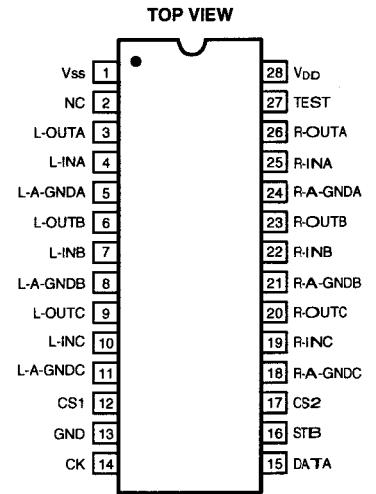 TOP VIEW
Vss 1 28 VDD
NC 2 27 TEST
L-OUTA 3 26 R-OUTA
L-INA 4 25 R-INA
L-A-GNDA 5 24 R-A-GNDA
L-OUTB 6 23 R-OUTB
L-INB 7 22 R-INB
L-A-GNDB 8 21 R-A-GNDB
L-OUTC 9 20 R-OUTC
L-INC 10 19 R-INC
L-A-GNDC 11 18 R-A-GNDC
CS1 12 17 CS2
GND 13 16 STB
CK 14 15 DATA